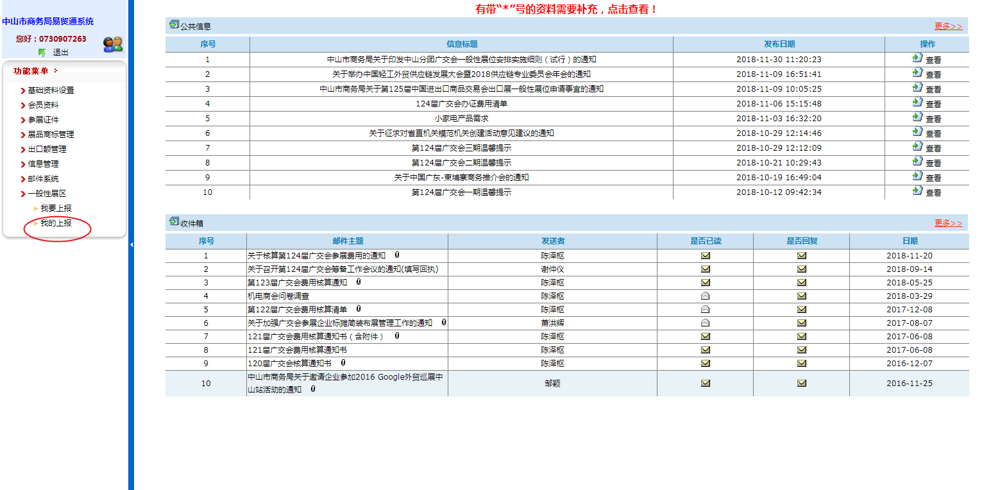 中山市商务局易贸通系统
您好：0730907263
退出
功能菜单
基础资料设置
会员资料
参展证件
展品商标管理
出口额管理
信息管理
邮件系统
一般性展区
我要上报
我的上报
有带“*”号的资料需要补充，点击查看！
公共信息 更多>>
序号 信息标题 发布日期 操作
1 中山市商务局关于印发中山分团广交会一般性展位安排实施细则（试行）的通知 2018-11-30 11:20:23 查看
2 关于举办中国轻工外贸供应链发展大会暨2018供应链专业委员会年会的通知 2018-11-09 16:51:41 查看
3 中山市商务局关于第125届中国进出口商品交易会出口展一般性展位申请事宜的通知 2018-11-09 10:05:25 查看
4 124届广交会办证费用清单 2018-11-06 15:15:48 查看
5 小家电产品需求 2018-11-03 16:32:20 查看
6 关于征求对省直机关模范机关创建活动意见建议的通知 2018-10-29 12:14:46 查看
7 第124届广交会三期温馨提示 2018-10-29 12:12:09 查看
8 第124届广交会二期温馨提示 2018-10-21 10:29:43 查看
9 关于中国广东-柬埔寨商务推介会的通知 2018-10-19 16:49:04 查看
10 第124届广交会一期温馨提示 2018-10-12 09:42:34 查看
收件箱 更多>>
序号 邮件主题 发送者 是否已读 是否回复 日期
1 关于核算第124届广交会参展费用的通知 陈泽枢 2018-11-20
2 关于召开第124届广交会筹备工作会议的通知(填写回执) 谢仲仪 2018-09-14
3 第123届广交会费用核算通知 陈泽枢 2018-05-25
4 机电商会问卷调查 陈泽枢 2018-03-29
5 第122届广交会费用核算清单 陈泽枢 2017-12-08
6 关于加强广交会参展企业标摊简装布展管理工作的通知 萧洪辉 2017-08-07
7 121届广交会费用核算通知书（含附件） 陈泽枢 2017-06-08
8 121届广交会费用核算通知书 陈泽枢 2017-06-08
9 120届广交会核算通知书 陈泽枢 2016-12-07
10 中山市商务局关于邀请企业参加2016 Google外贸巡展中 邹颖 2016-11-25
山站活动的通知